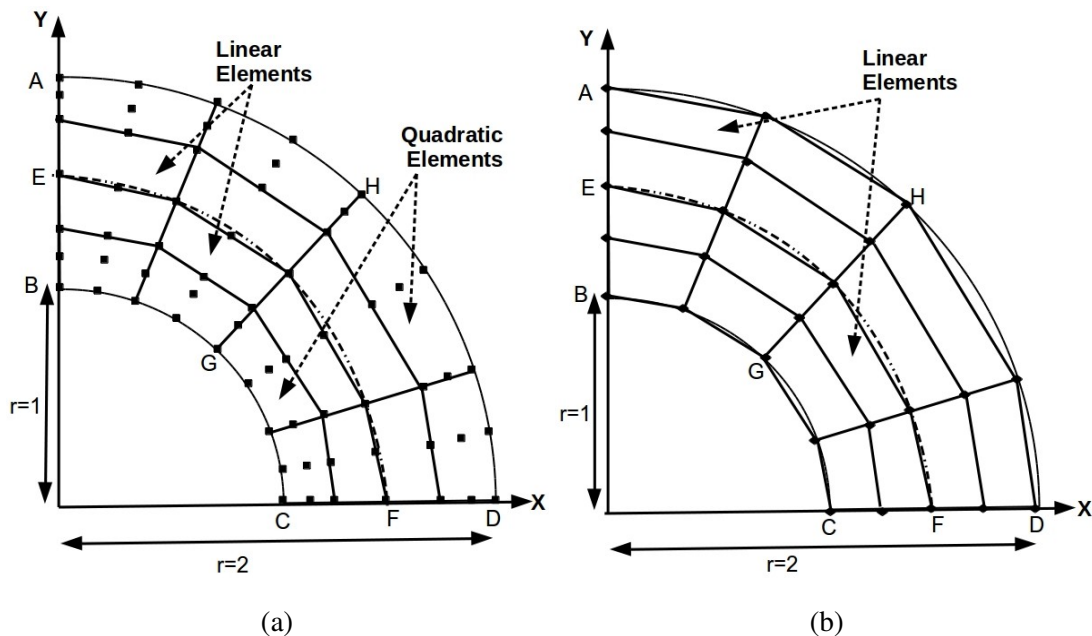 Y
A
Linear
Elements
Quadratic
Elements
E
H
B
G
r=1
C
F
D
X
r=2
(a)
Y
A
Linear
Elements
E
H
B
G
r=1
C
F
D
X
r=2
(b)